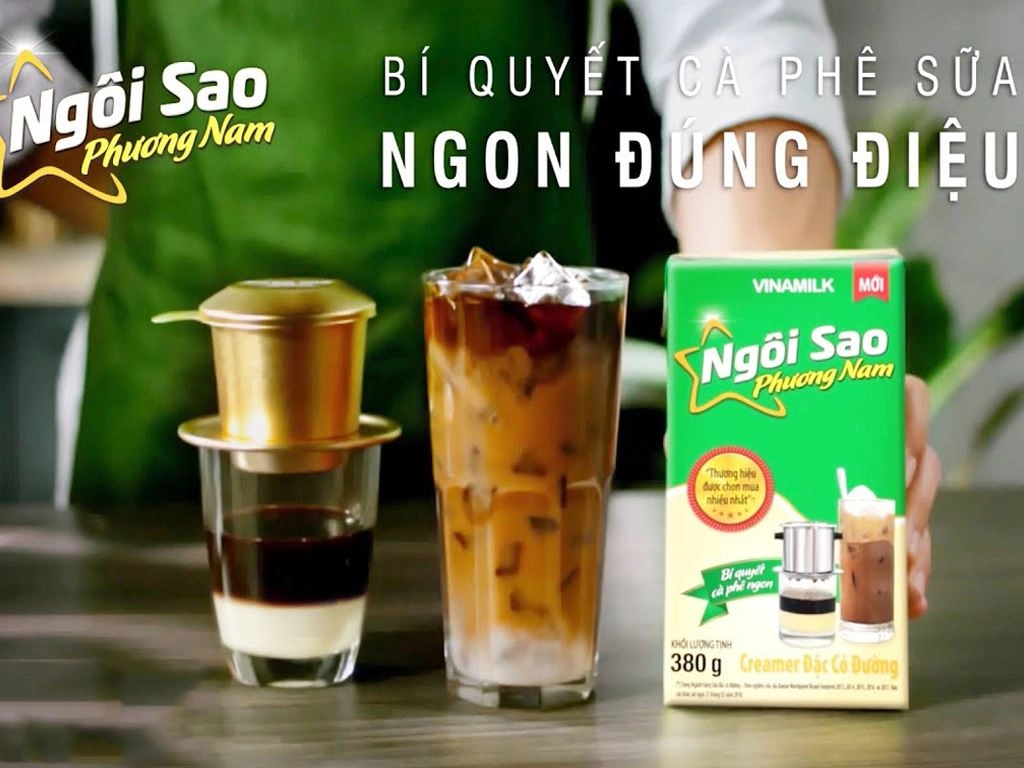 Ngôi Sao
Phương Nam
BÍ QUYẾT CÀ PHÊ SỮA
NGON ĐÚNG ĐIỆU
VINAMILK
MỚI
Ngôi Sao
Phương Nam
"Thương hiệu
được chọn mua
nhiều nhất"
Bí quyết
cà phê ngon
KHỐI LƯỢNG TỊNH
380 g
Creamer Đặc Có Đường